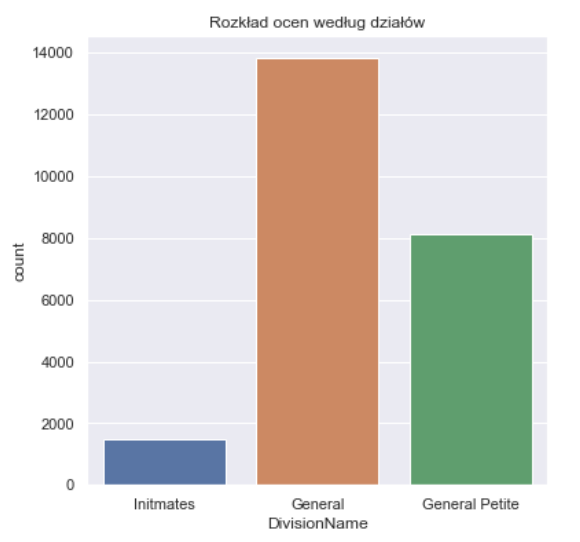 Rozkład ocen według działów
14000
12000
10000
8000
6000
4000
2000
0
count
Initmates
General
General Petite
DivisionName